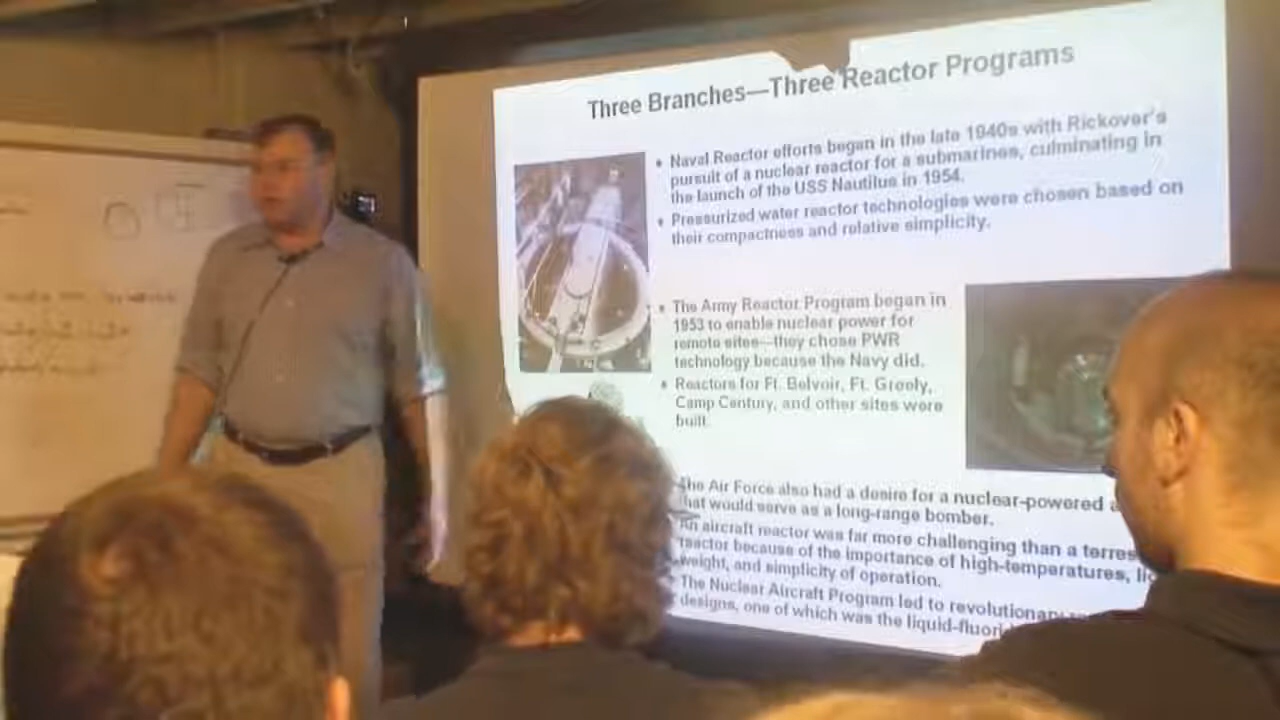 Three Branches—Three Reactor Programs
• Naval Reactor efforts began in the late 1940s with Rickover's
pursuit of a nuclear reactor for a submarines, culminating in
the launch of the USS Nautilus in 1954.
• Pressurized water reactor technologies were chosen based on
their compactness and relative simplicity.
• The Army Reactor Program began in
1953 to enable nuclear power for
remote sites—they chose PWR
technology because the Navy did.
• Reactors for Ft. Belvoir, Ft. Greely,
Camp Century, and other sites were
built.
The Air Force also had a desire for a nuclear-powered
that would serve as a long-range bomber.
An aircraft reactor was far more challenging than a terres
reactor because of the importance of high-temperatures,
weight, and simplicity of operation.
The Nuclear Aircraft Program led to revolutionary
designs, one of which was the liquid-fluori